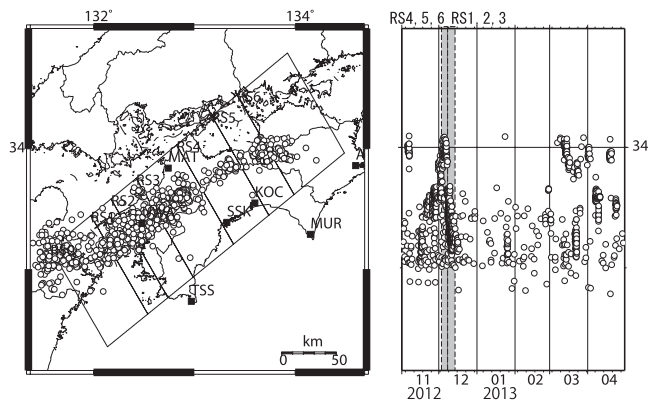 132
134
RS4, 5, 6 RS1, 2, 3
34
34
RS6
RS5
RS4
MAT
RS3
RS2
RS1
A
KOC
SSK
MUR
TSS
km
0
50
11
12
01
02
03
04
2012
2013